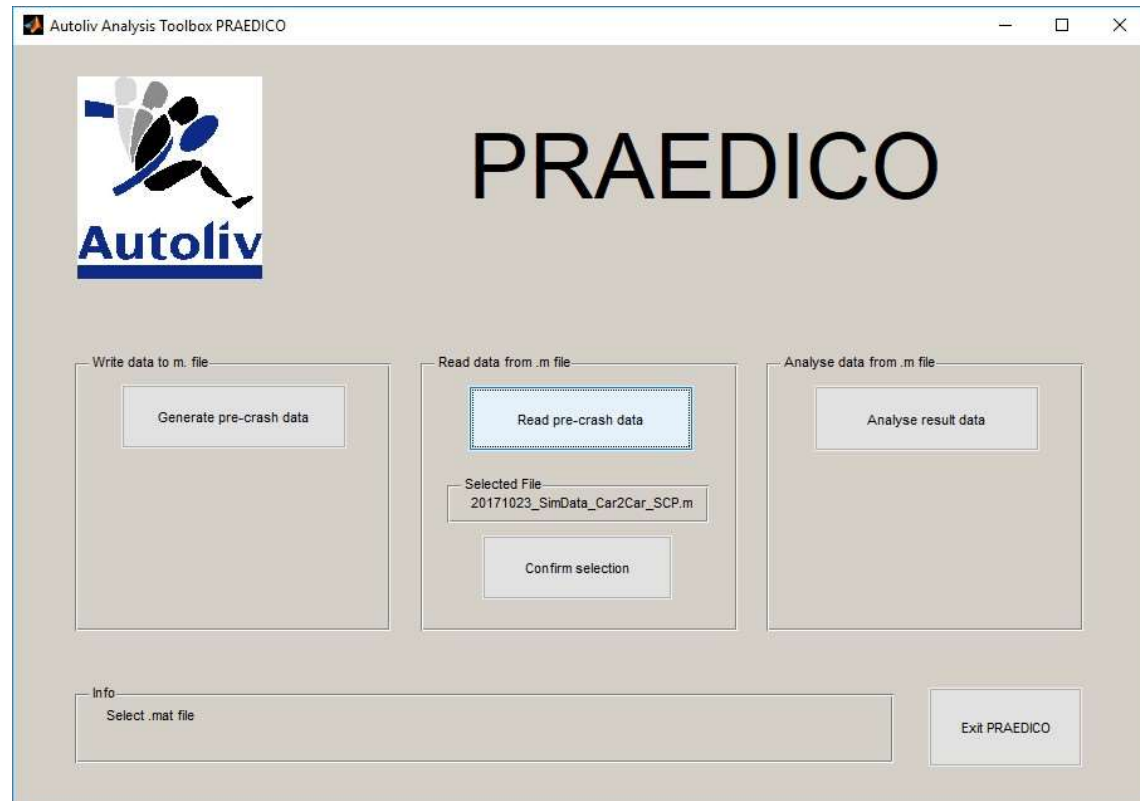 Autoliv Analysis Toolbox PRAEDICO
Autoliv
PRAEDICO
Write data to m. file
Generate pre-crash data
Read data from .m file
Read pre-crash data
Selected File
20171023_SimData_Car2Car_SCP.m
Confirm selection
Analyse data from .m file
Analyse result data
Info
Select .mat file
Exit PRAEDICO